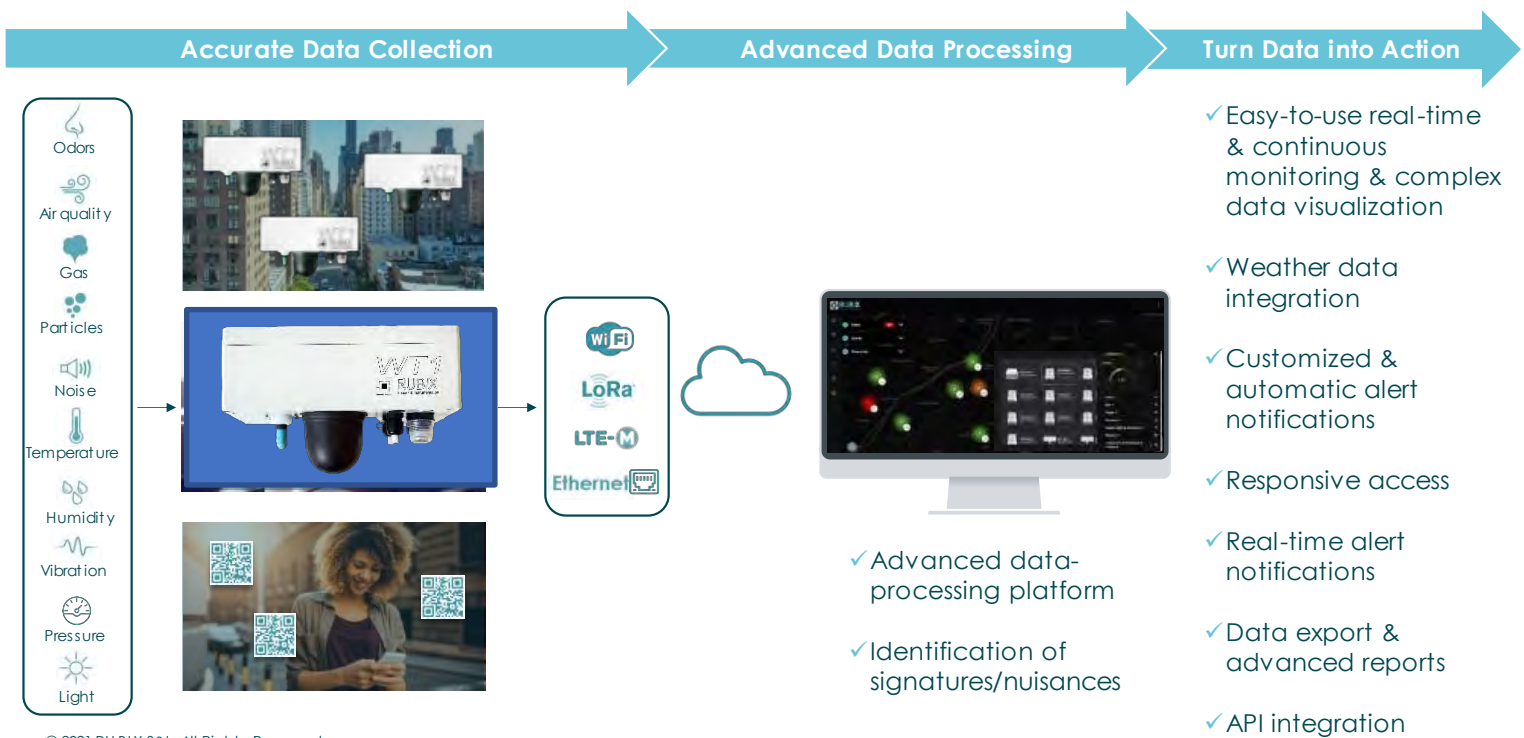 Accurate Data Collection
Advanced Data Processing
Turn Data into Action
Odors
Air quality
Gas
Particles
Noise
Temperature
Humidity
Vibration
Pressure
Light
WT1
RUBIX
WiFi
LoRa
LTE-M
Ethernet
✓Advanced data-
processing platform
✓Identification of
signatures/nuisances
✓Easy-to-use real-time
& continuous
monitoring & complex
data visualization
✓Weather data
integration
✓Customized &
automatic alert
notifications
✓Responsive access
✓Real-time alert
notifications
✓Data export &
advanced reports
✓API integration